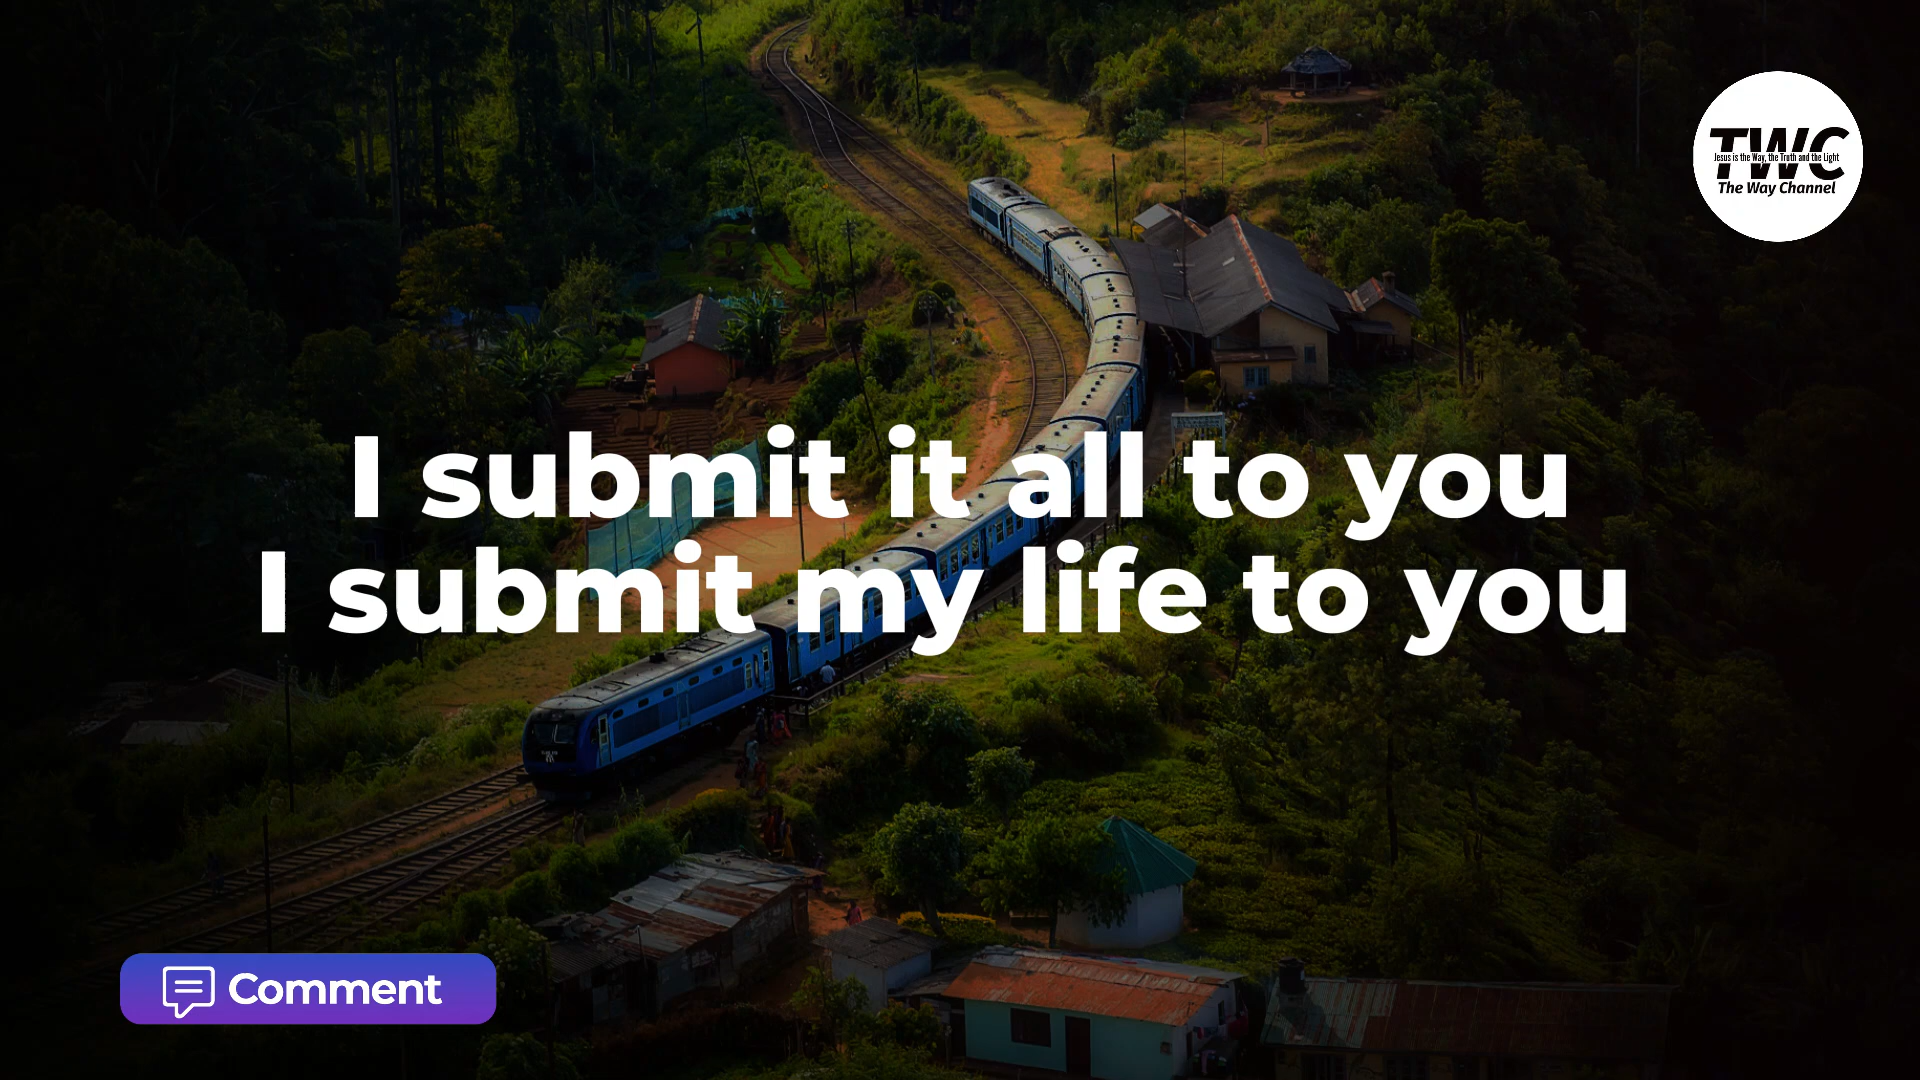 TWC
Jesus is the Way, the Truth and the Light
The Way Channel
I submit it all to you
I submit my life to you
Comment